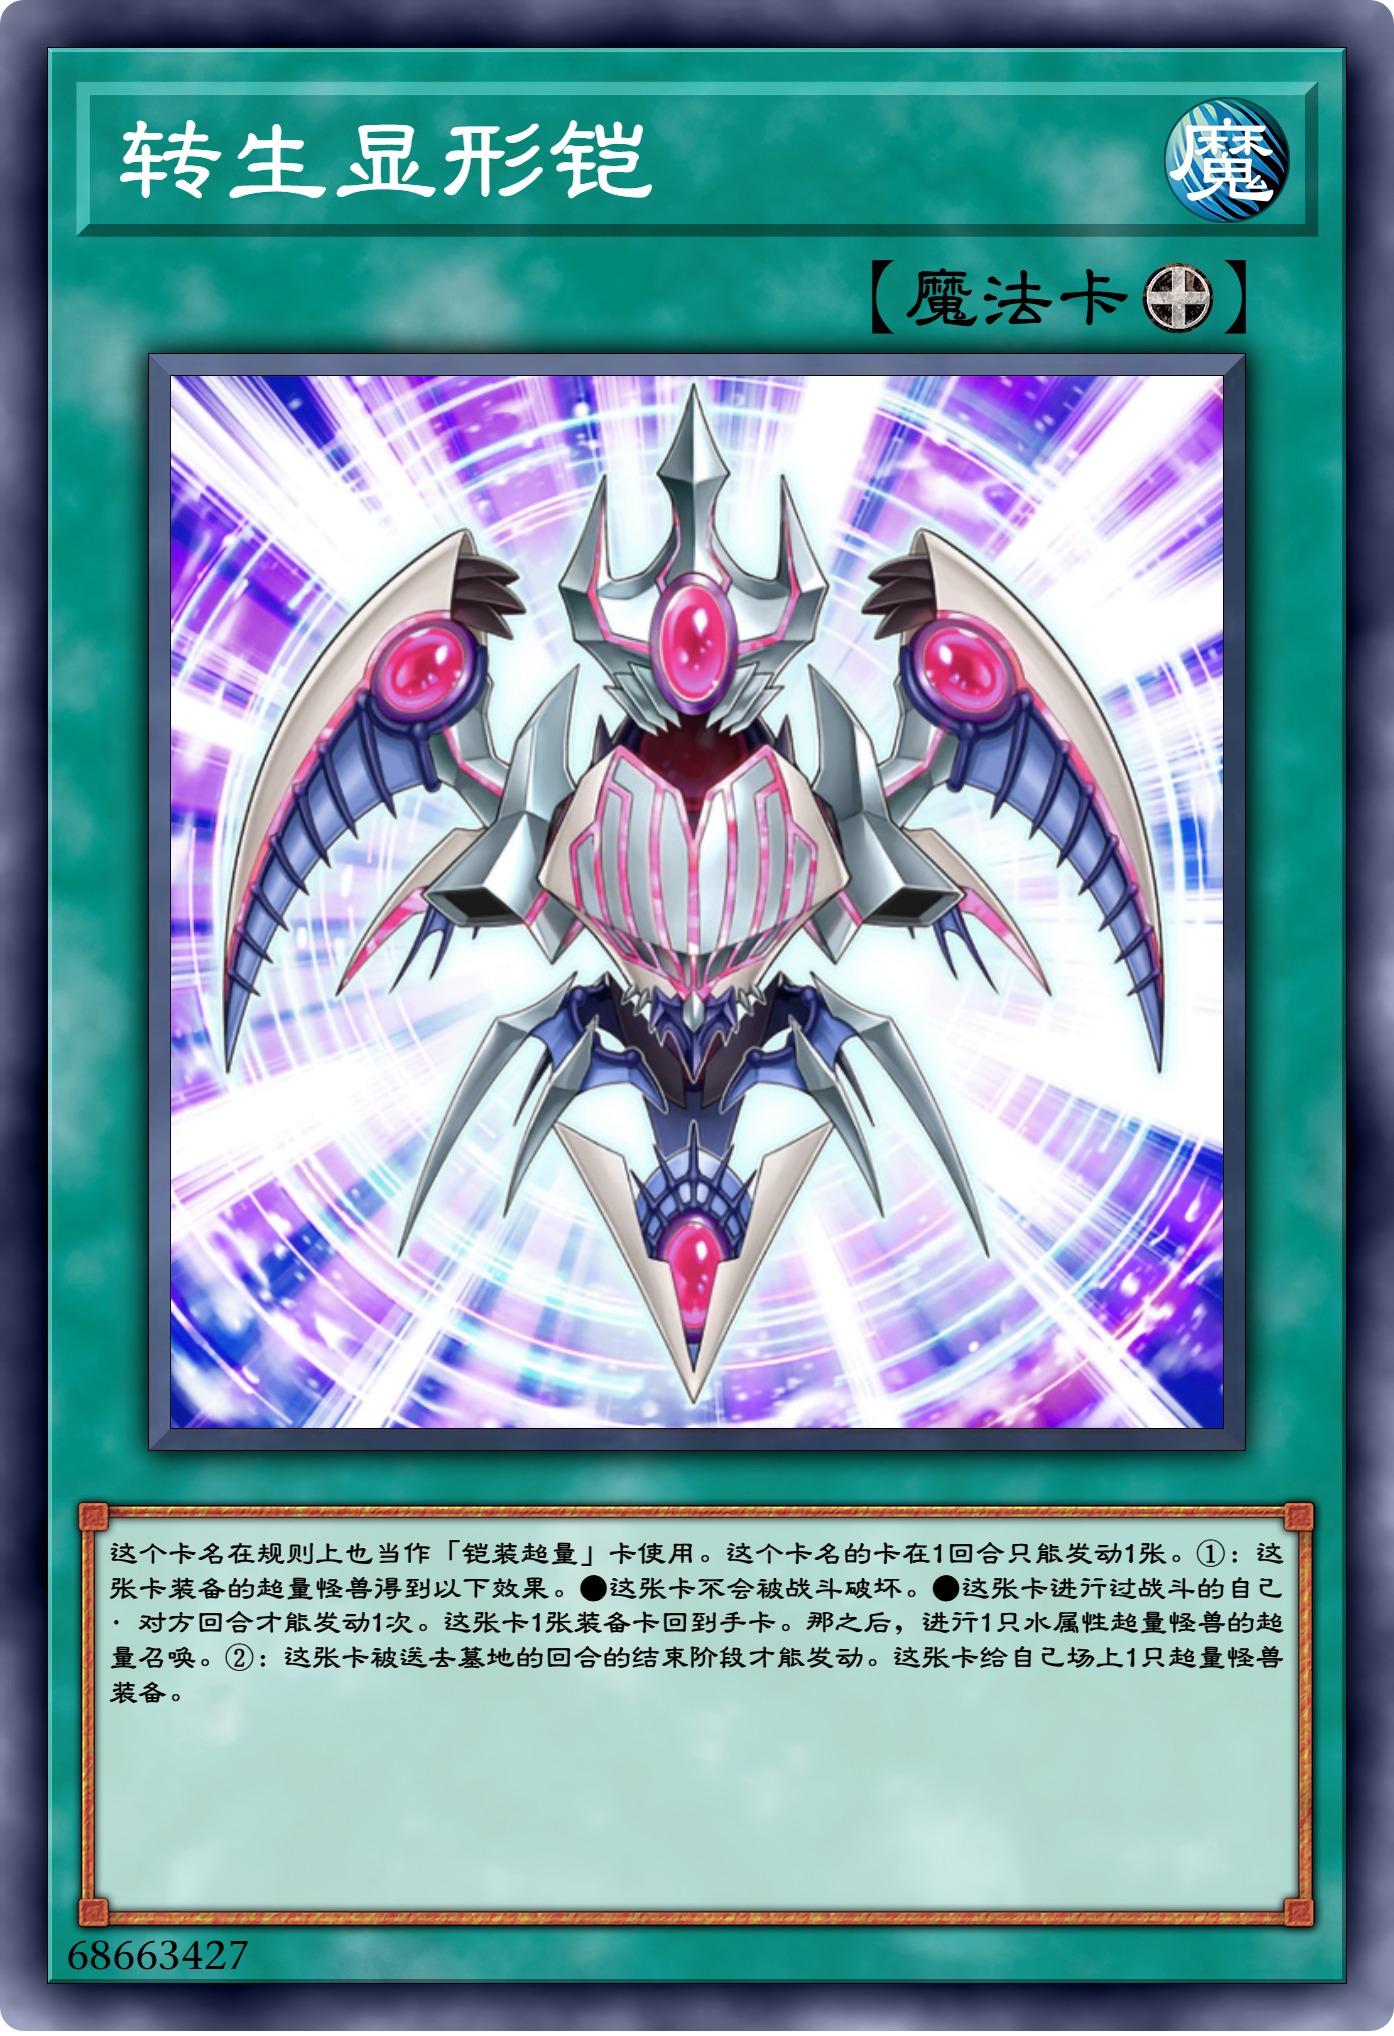 转生显形铠
魔
【魔法卡】
这个卡名在规则上也当作「铠装超量」卡使用。这个卡名的卡在1回合只能发动1张。①：这
张卡装备的超量怪兽得到以下效果。●这张卡不会被战斗破坏。●这张卡进行过战斗的自己
·对方回合才能发动1次。这张卡1张装备卡回到手卡。那之后，进行1只水属性超量怪兽的超
量召唤。②：这张卡被送去墓地的回合的结束阶段才能发动。这张卡给自己场上1只超量怪兽
装备。
68663427